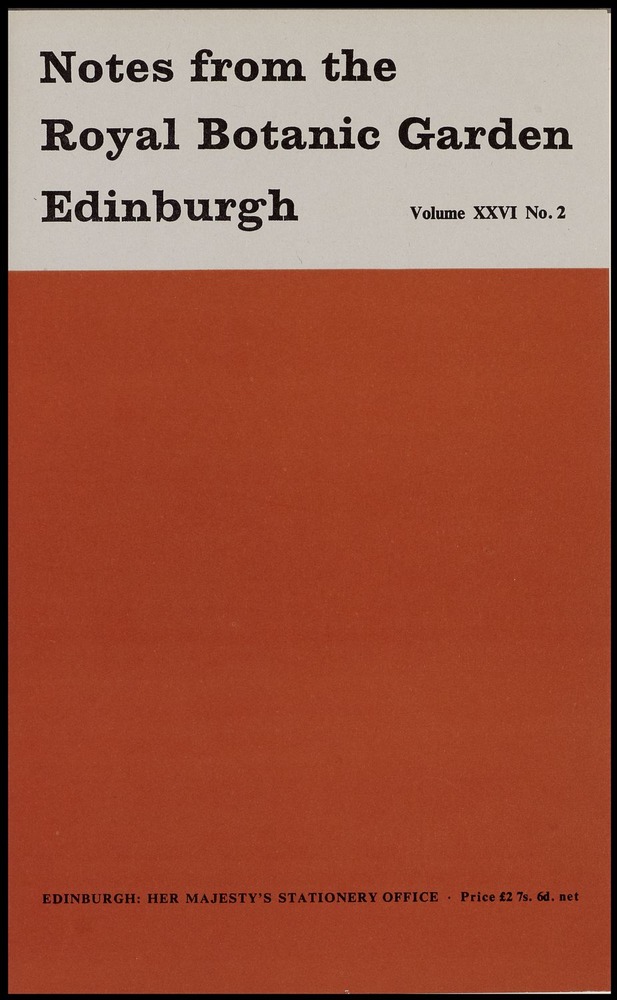 Notes from the
Royal Botanic Garden
Edinburgh
Volume XXVI No. 2
EDINBURGH: HER MAJESTY'S STATIONERY OFFICE · Price £2 7s. 6d. net